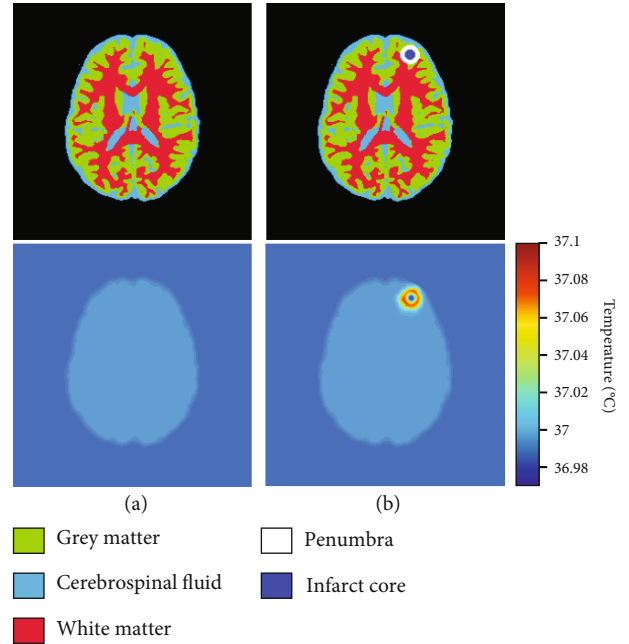 37.1
37.08
37.06
37.04
37.02
37
36.98
Temperature (°C)
(a)
(b)
Grey matter
Penumbra
Cerebrospinal fluid
Infarct core
White matter